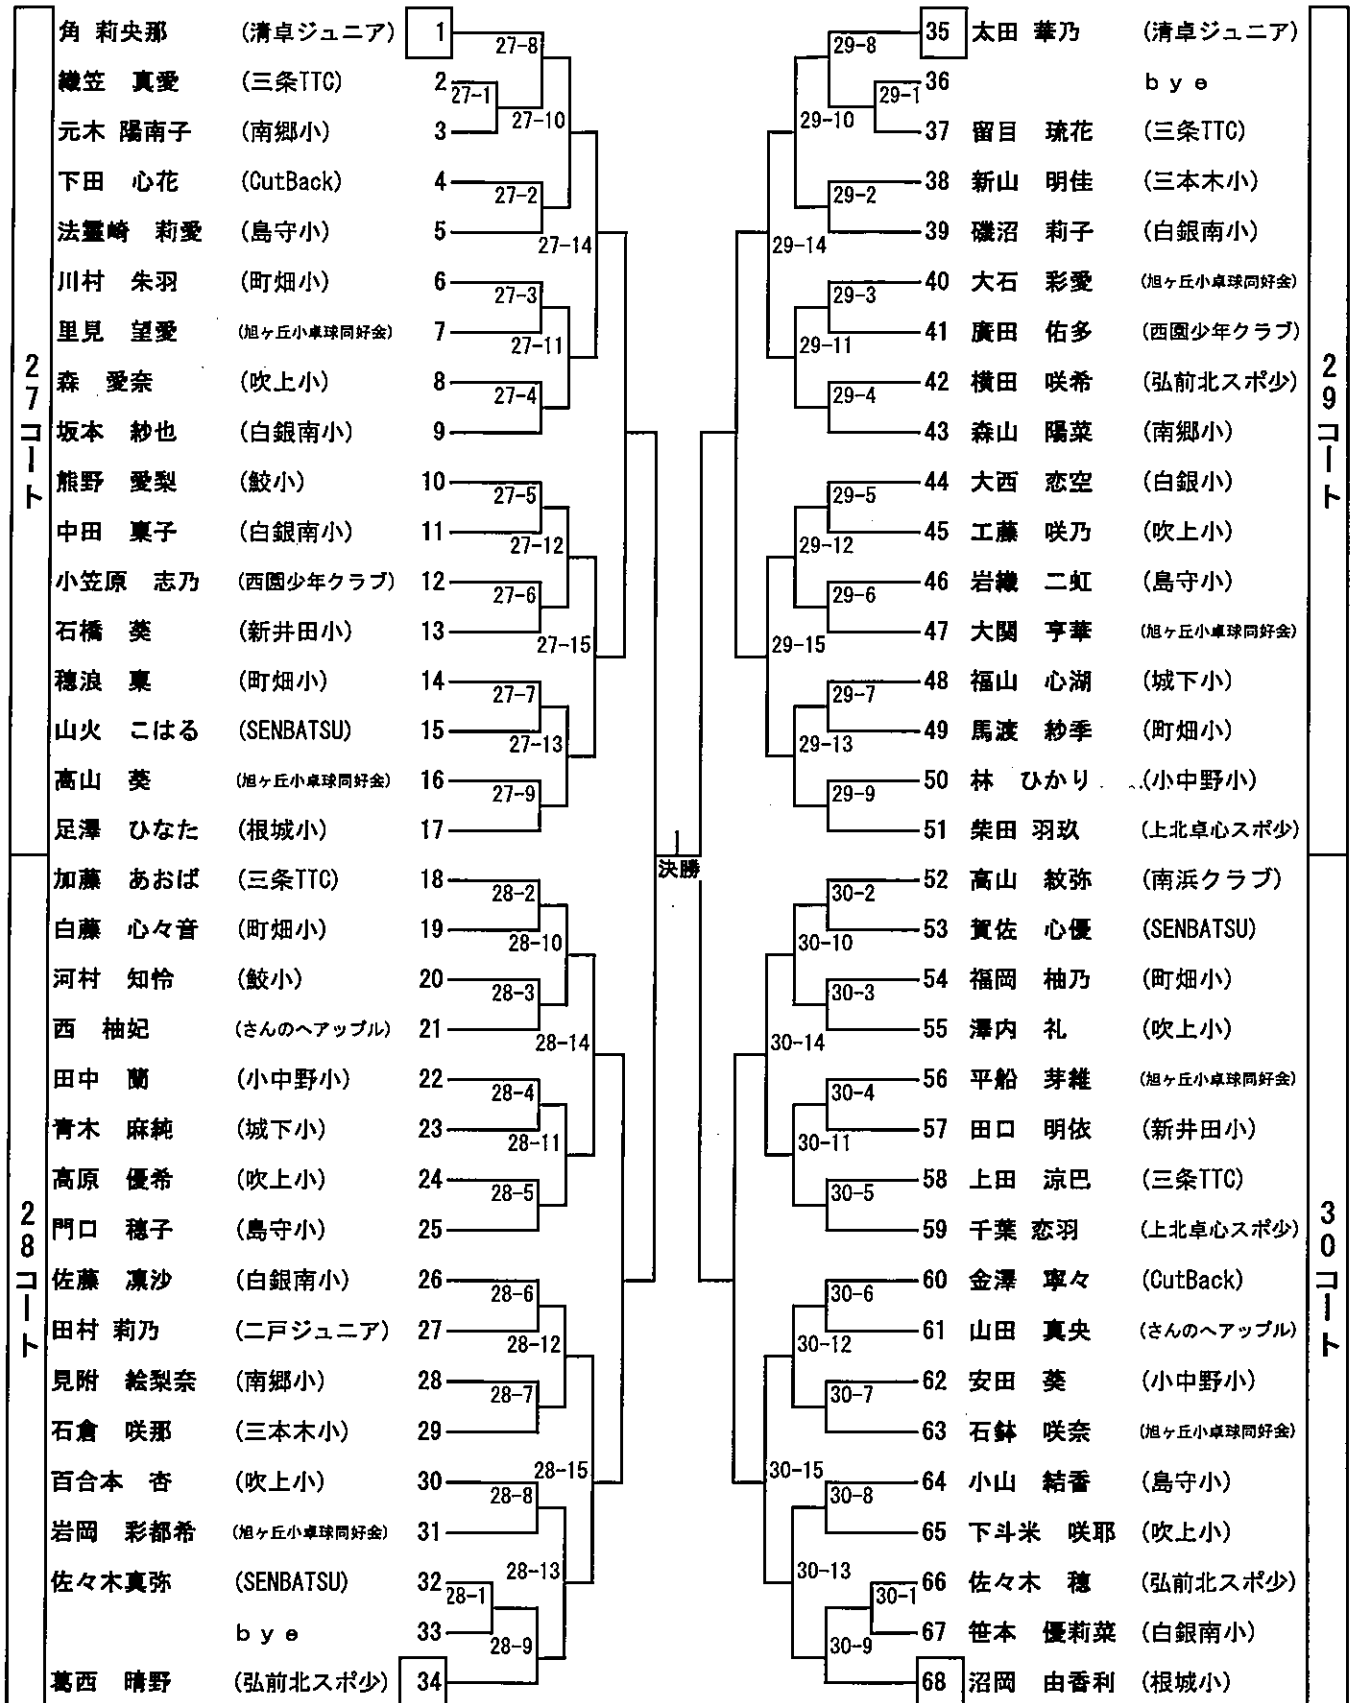 27コート
角 莉央那 (清卓ジュニア) 1
織笠 真愛 (三条TTC) 2
元木 陽南子 (南郷小) 3
下田 心花 (CutBack) 4
法霊崎 莉愛 (島守小) 5
川村 朱羽 (町畑小) 6
里見 望愛 (旭ヶ丘小卓球同好会) 7
森 愛奈 (吹上小) 8
坂本 紗也 (白銀南小) 9
熊野 愛梨 (鮫小) 10
中田 稟子 (白銀南小) 11
小笠原 志乃 (西園少年クラブ) 12
石橋 葵 (新井田小) 13
穂浪 稟 (町畑小) 14
山火 こはる (SENBATSU) 15
高山 葵 (旭ヶ丘小卓球同好会) 16
足澤 ひなた (根城小) 17
27-8
27-1
27-10
27-2
27-14
27-3
27-11
27-4
27-5
27-12
27-6
27-15
27-7
27-13
27-9
28コート
加藤 あおば (三条TTC) 18
白藤 心々音 (町畑小) 19
河村 知怜 (鮫小) 20
西 柚妃 (さんのへアップル) 21
田中 蘭 (小中野小) 22
青木 麻純 (城下小) 23
高原 優希 (吹上小) 24
門口 穂子 (島守小) 25
佐藤 凛沙 (白銀南小) 26
田村 莉乃 (二戸ジュニア) 27
見附 絵梨奈 (南郷小) 28
石倉 咲那 (三本木小) 29
百合本 杏 (吹上小) 30
岩岡 彩都希 (旭ヶ丘小卓球同好会) 31
佐々木真弥 (SENBATSU) 32
bye 33
葛西 晴野 (弘前北スポ少) 34
28-2
28-10
28-3
28-14
28-4
28-11
28-5
28-6
28-12
28-7
28-15
28-8
28-13
28-1
28-9
決勝
29コート
35 太田 華乃 (清卓ジュニア)
36 bye
37 留目 琉花 (三条TTC)
38 新山 明佳 (三本木小)
39 磯沼 莉子 (白銀南小)
40 大石 彩愛 (旭ヶ丘小卓球同好会)
41 廣田 佑多 (西園少年クラブ)
42 横田 咲希 (弘前北スポ少)
43 森山 陽菜 (南郷小)
44 大西 恋空 (白銀小)
45 工藤 咲乃 (吹上小)
46 岩織 二虹 (島守小)
47 大関 亨華 (旭ヶ丘小卓球同好会)
48 福山 心湖 (城下小)
49 馬渡 紗季 (町畑小)
50 林 ひかり (小中野小)
51 柴田 羽玖 (上北卓心スポ少)
29-8
29-1
29-10
29-2
29-14
29-3
29-11
29-4
29-5
29-12
29-6
29-15
29-7
29-13
29-9
30コート
52 高山 紋弥 (南浜クラブ)
53 賀佐 心優 (SENBATSU)
54 福岡 柚乃 (町畑小)
55 澤内 礼 (吹上小)
56 平船 芽維 (旭ヶ丘小卓球同好会)
57 田口 明依 (新井田小)
58 上田 涼巴 (三条TTC)
59 千葉 恋羽 (上北卓心スポ少)
60 金澤 寧々 (CutBack)
61 山田 真央 (さんのへアップル)
62 安田 葵 (小中野小)
63 石鉢 咲奈 (旭ヶ丘小卓球同好会)
64 小山 結香 (島守小)
65 下斗米 咲耶 (吹上小)
66 佐々木 穂 (弘前北スポ少)
67 笹本 優莉菜 (白銀南小)
68 沼岡 由香利 (根城小)
30-2
30-10
30-3
30-14
30-4
30-11
30-5
30-6
30-12
30-7
30-15
30-8
30-13
30-1
30-9